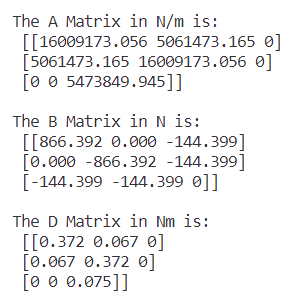 The A Matrix in N/m is:
[[16009173.056 5061473.165 0]
[5061473.165 16009173.056 0]
[0 0 5473849.945]]
The B Matrix in N is:
[[866.392 0.000 -144.399]
[0.000 -866.392 -144.399]
[-144.399 -144.399 0]]
The D Matrix in Nm is:
[[0.372 0.067 0]
[0.067 0.372 0]
[0 0 0.075]]